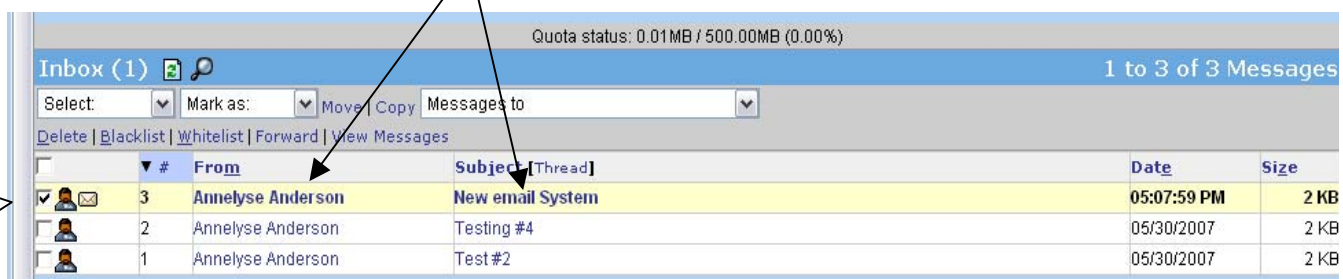 Quota status: 0.01MB / 500.00MB (0.00%)
Inbox (1) 1 to 3 of 3 Messages
Select: Mark as: Move | Copy Messages to
Delete | Blacklist | Whitelist | Forward | View Messages
# From Subject [Thread] Date Size
3 Annelyse Anderson New email System 05:07:59 PM 2 KB
2 Annelyse Anderson Testing #4 05/30/2007 2 KB
1 Annelyse Anderson Test #2 05/30/2007 2 KB